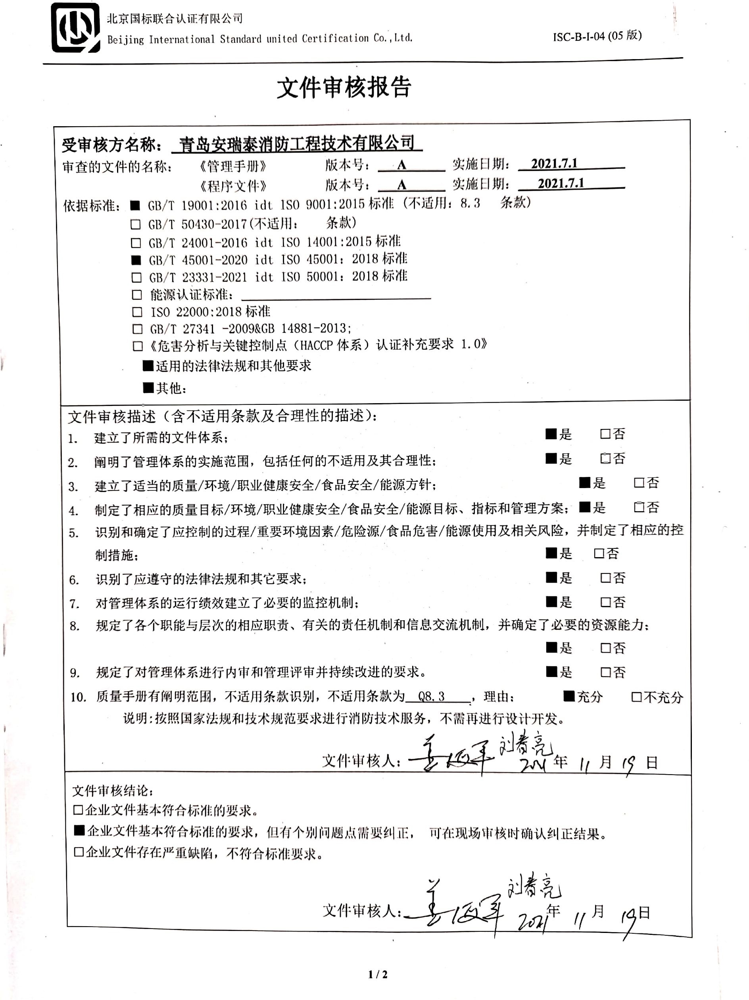 北京国标联合认证有限公司
Beijing International Standard united Certification Co.,Ltd.
ISC-B-I-04 (05 版)
文件审核报告
受审核方名称： 青岛安瑞泰消防工程技术有限公司
审查的文件的名称： 《管理手册》 版本号： A 实施日期： 2021.7.1
《程序文件》 版本号： A 实施日期： 2021.7.1
依据标准：■ GB/T 19001:2016 idt ISO 9001:2015 标准 （不适用：8.3 条款）
□ GB/T 50430-2017(不适用： 条款)
□ GB/T 24001-2016 idt ISO 14001:2015 标准
■ GB/T 45001-2020 idt ISO 45001：2018 标准
□ GB/T 23331-2021 idt ISO 50001：2018 标准
□ 能源认证标准：
□ ISO 22000:2018 标准
□ GB/T 27341 -2009&GB 14881-2013;
□《危害分析与关键控制点（HACCP 体系）认证补充要求 1.0》
■适用的法律法规和其他要求
■其他：
文件审核描述（含不适用条款及合理性的描述）：
1. 建立了所需的文件体系； ■是 □否
2. 阐明了管理体系的实施范围，包括任何的不适用及其合理性； ■是 □否
3. 建立了适当的质量/环境/职业健康安全/食品安全/能源方针； ■是 □否
4. 制定了相应的质量目标/环境/职业健康安全/食品安全/能源目标、指标和管理方案；■是 □否
5. 识别和确定了应控制的过程/重要环境因素/危险源/食品危害/能源使用及相关风险，并制定了相应的控
制措施； ■是 □否
6. 识别了应遵守的法律法规和其它要求； ■是 □否
7. 对管理体系的运行绩效建立了必要的监控机制； ■是 □否
8. 规定了各个职能与层次的相应职责、有关的责任机制和信息交流机制，并确定了必要的资源能力；
■是 □否
9. 规定了对管理体系进行内审和管理评审并持续改进的要求。 ■是 □否
10. 质量手册有阐明范围，不适用条款识别，不适用条款为 Q8.3 ，理由： ■充分 □不充分
说明:按照国家法规和技术规范要求进行消防技术服务，不需再进行设计开发。
刘春亮
文件审核人： 2021 年 11 月 19 日
文件审核结论：
□企业文件基本符合标准的要求。
■企业文件基本符合标准的要求，但有个别问题点需要纠正， 可在现场审核时确认纠正结果。
□企业文件存在严重缺陷，不符合标准要求。
刘春亮
文件审核人： 2021 年 11 月 19 日
1 / 2